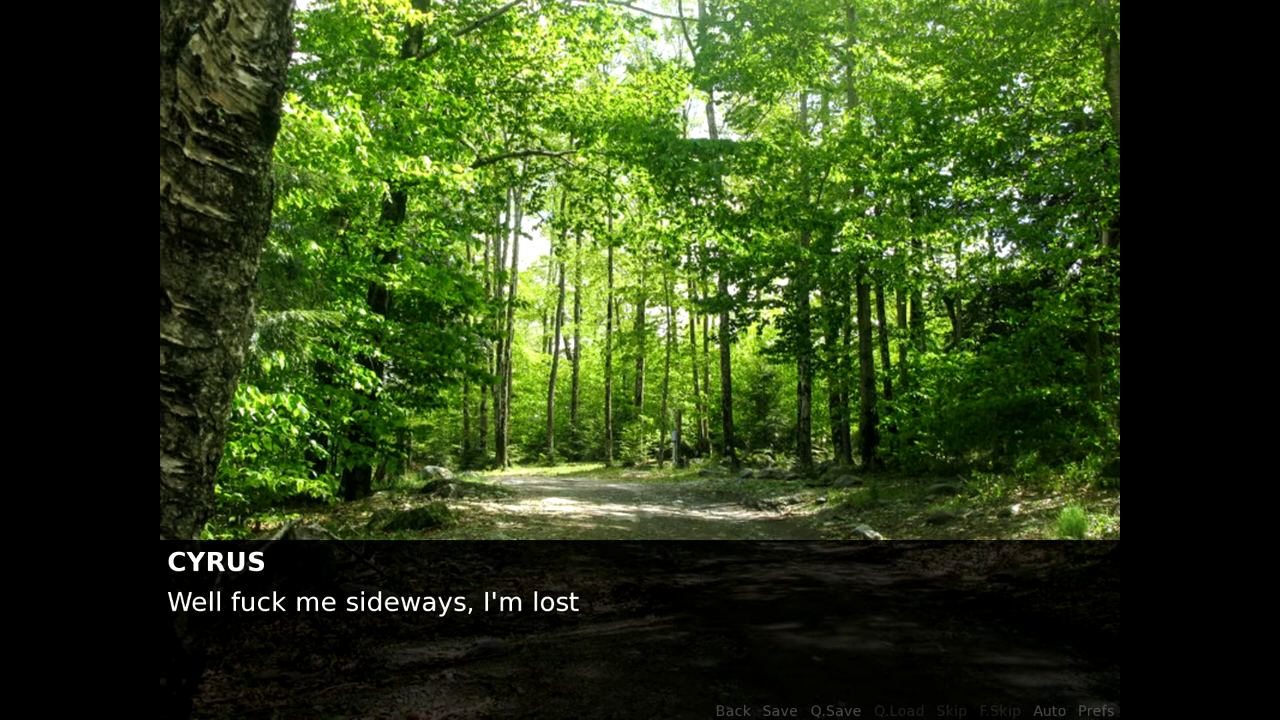 CYRUS
Well fuck me sideways, I'm lost
Back Save Q.Save Q.Load Skip F.Skip Auto Prefs